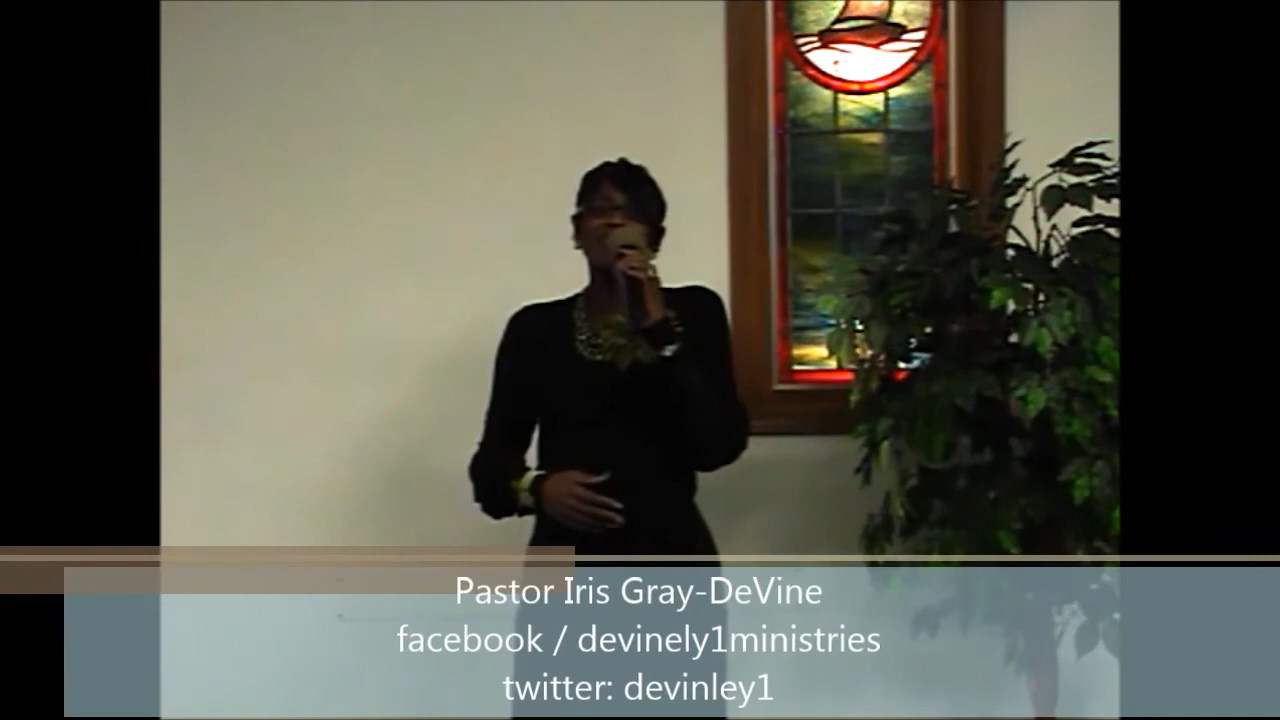 Pastor Iris Gray-DeVine
facebook / devinely1ministries
twitter: devinley1